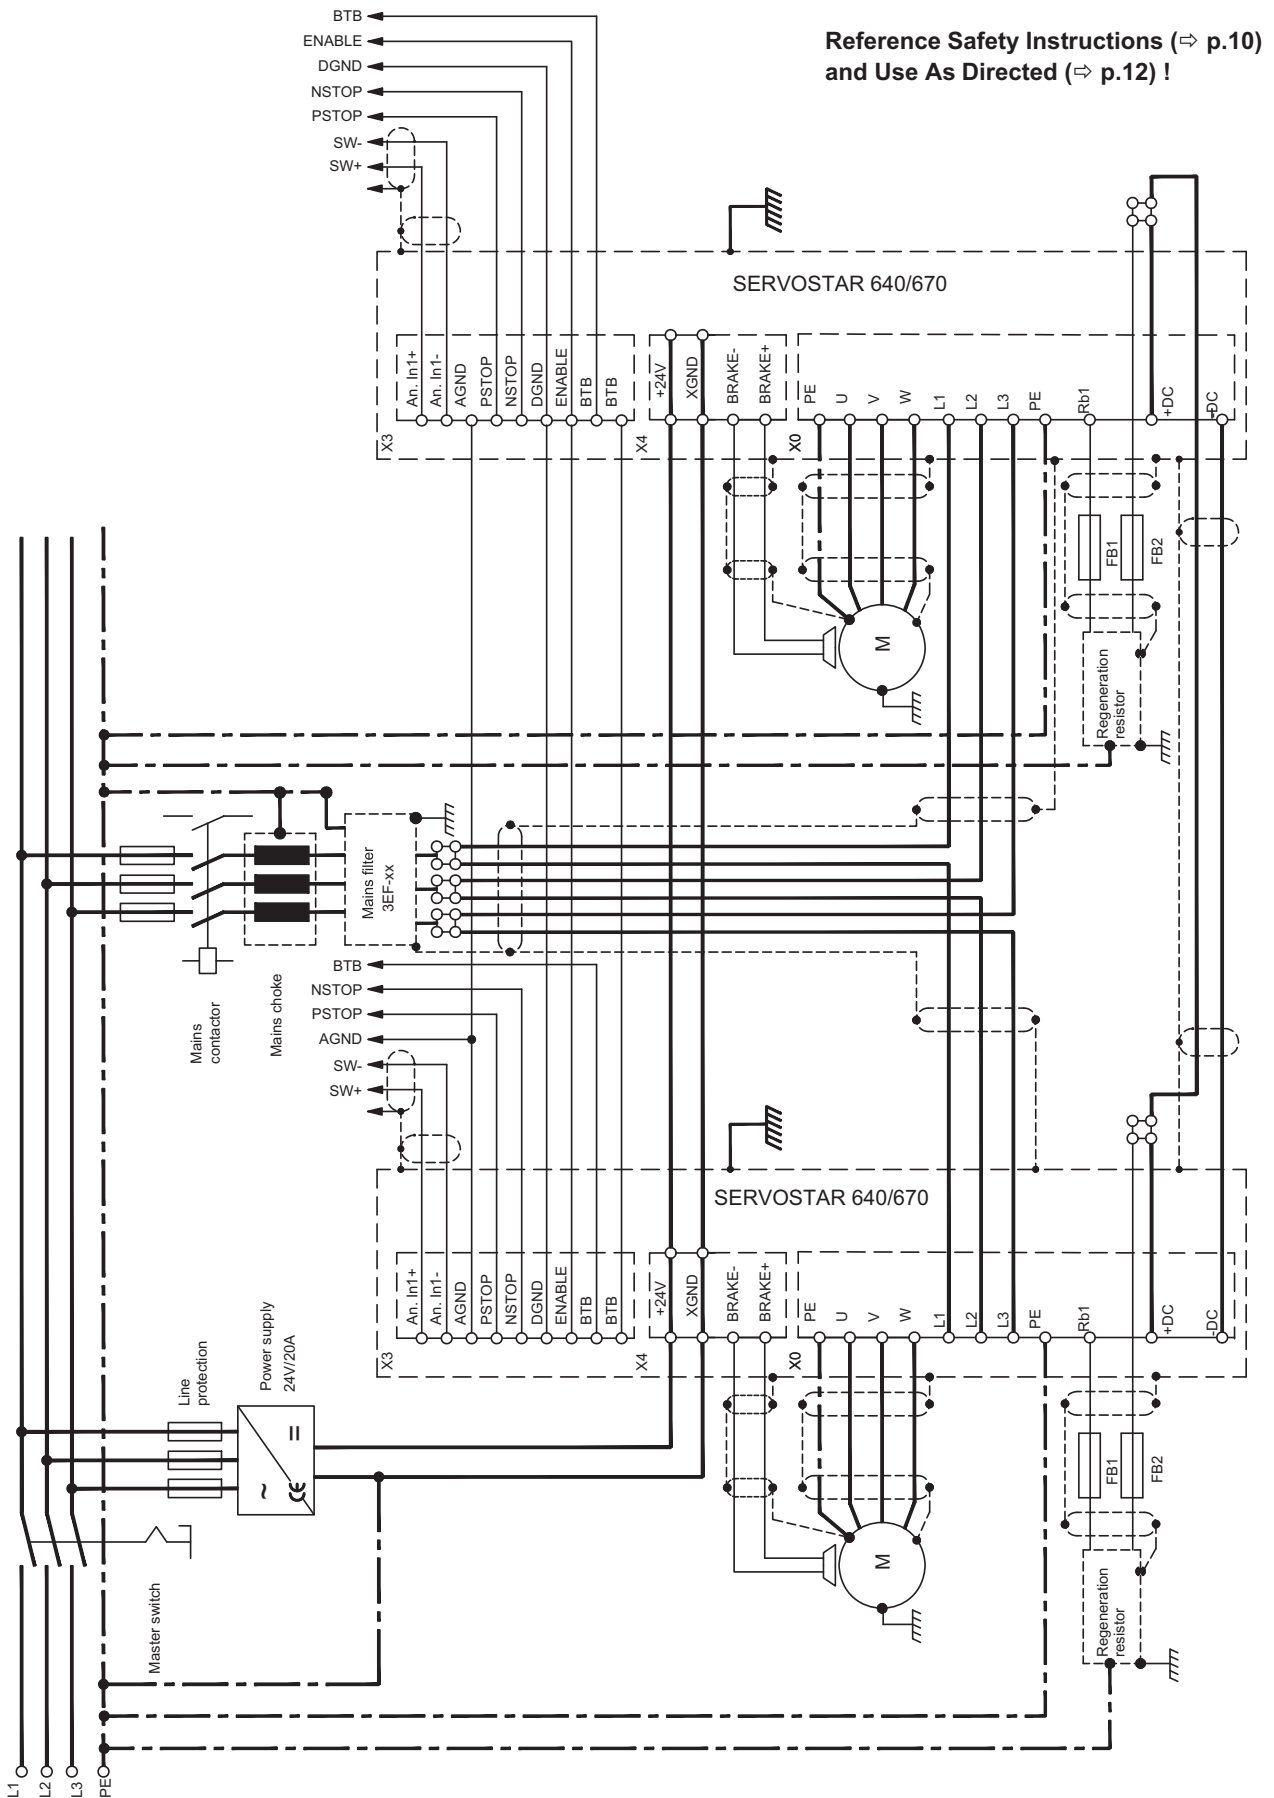 BTB
ENABLE
DGND
NSTOP
PSTOP
SW-
SW+
Reference Safety Instructions (⇨ p.10)
and Use As Directed (⇨ p.12) !
SERVOSTAR 640/670
An. In1+
An. In1-
AGND
PSTOP
NSTOP
DGND
ENABLE
BTB
BTB
X3
+24V
XGND
BRAKE-
BRAKE+
X4
PE
U
V
W
L1
L2
L3
PE
Rb1
+DC
-DC
X0
FB1
FB2
M
Regeneration
resistor
Mains filter
3EF-xx
Mains choke
Mains
contactor
BTB
NSTOP
PSTOP
AGND
SW-
SW+
SERVOSTAR 640/670
An. In1+
An. In1-
AGND
PSTOP
NSTOP
DGND
ENABLE
BTB
BTB
X3
+24V
XGND
BRAKE-
BRAKE+
X4
PE
U
V
W
L1
L2
L3
PE
Rb1
+DC
-DC
X0
FB1
FB2
M
Regeneration
resistor
Line
protection
Power supply
24V/20A
~
=
CE
Master switch
L1
L2
L3
PE